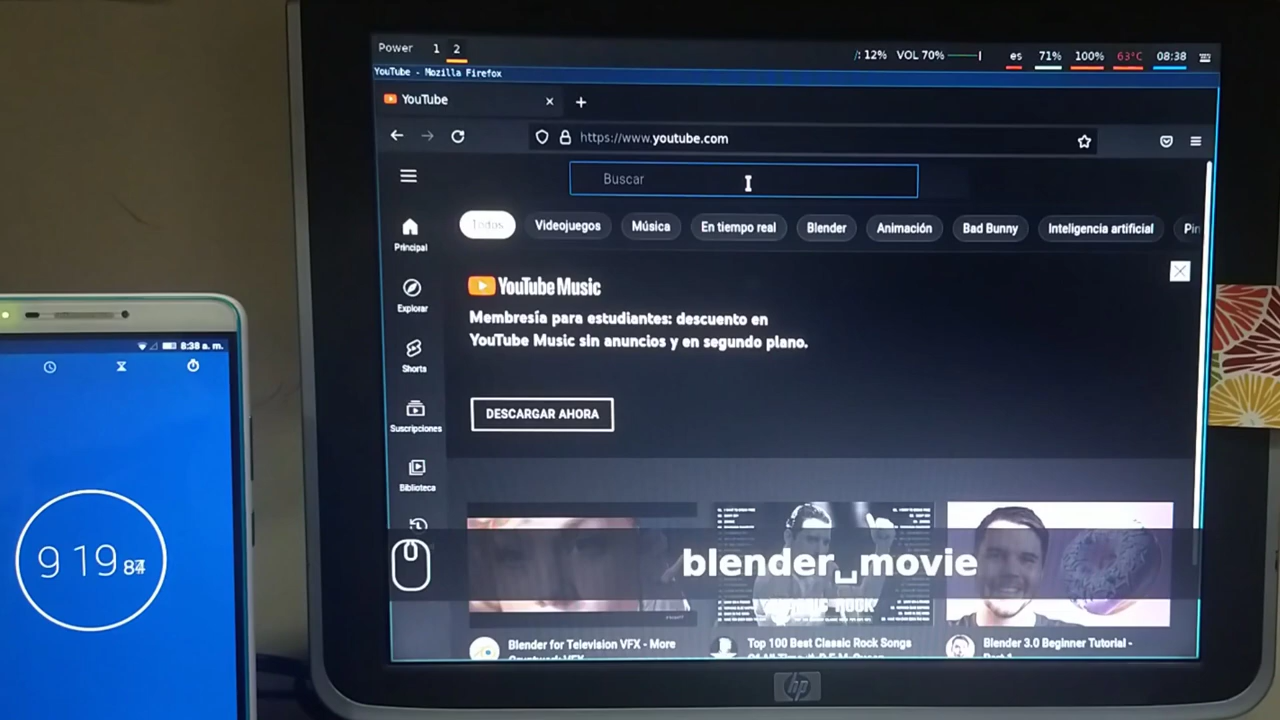 Power 1 2
/: 12% VOL 70% es 71% 100% 63°C 08:38
YouTube - Mozilla Firefox
YouTube
https://www.youtube.com
Buscar
Todos Videojuegos Música En tiempo real Blender Animación Bad Bunny Inteligencia artificial Pin
Principal
Explorar
Shorts
Suscripciones
Biblioteca
YouTube Music
Membresía para estudiantes: descuento en
YouTube Music sin anuncios y en segundo plano.
DESCARGAR AHORA
blender␣movie
Blender for Television VFX - More
Top 100 Best Classic Rock Songs
Blender 3.0 Beginner Tutorial -
Part 1
hp
8:38 a. m.
9 19